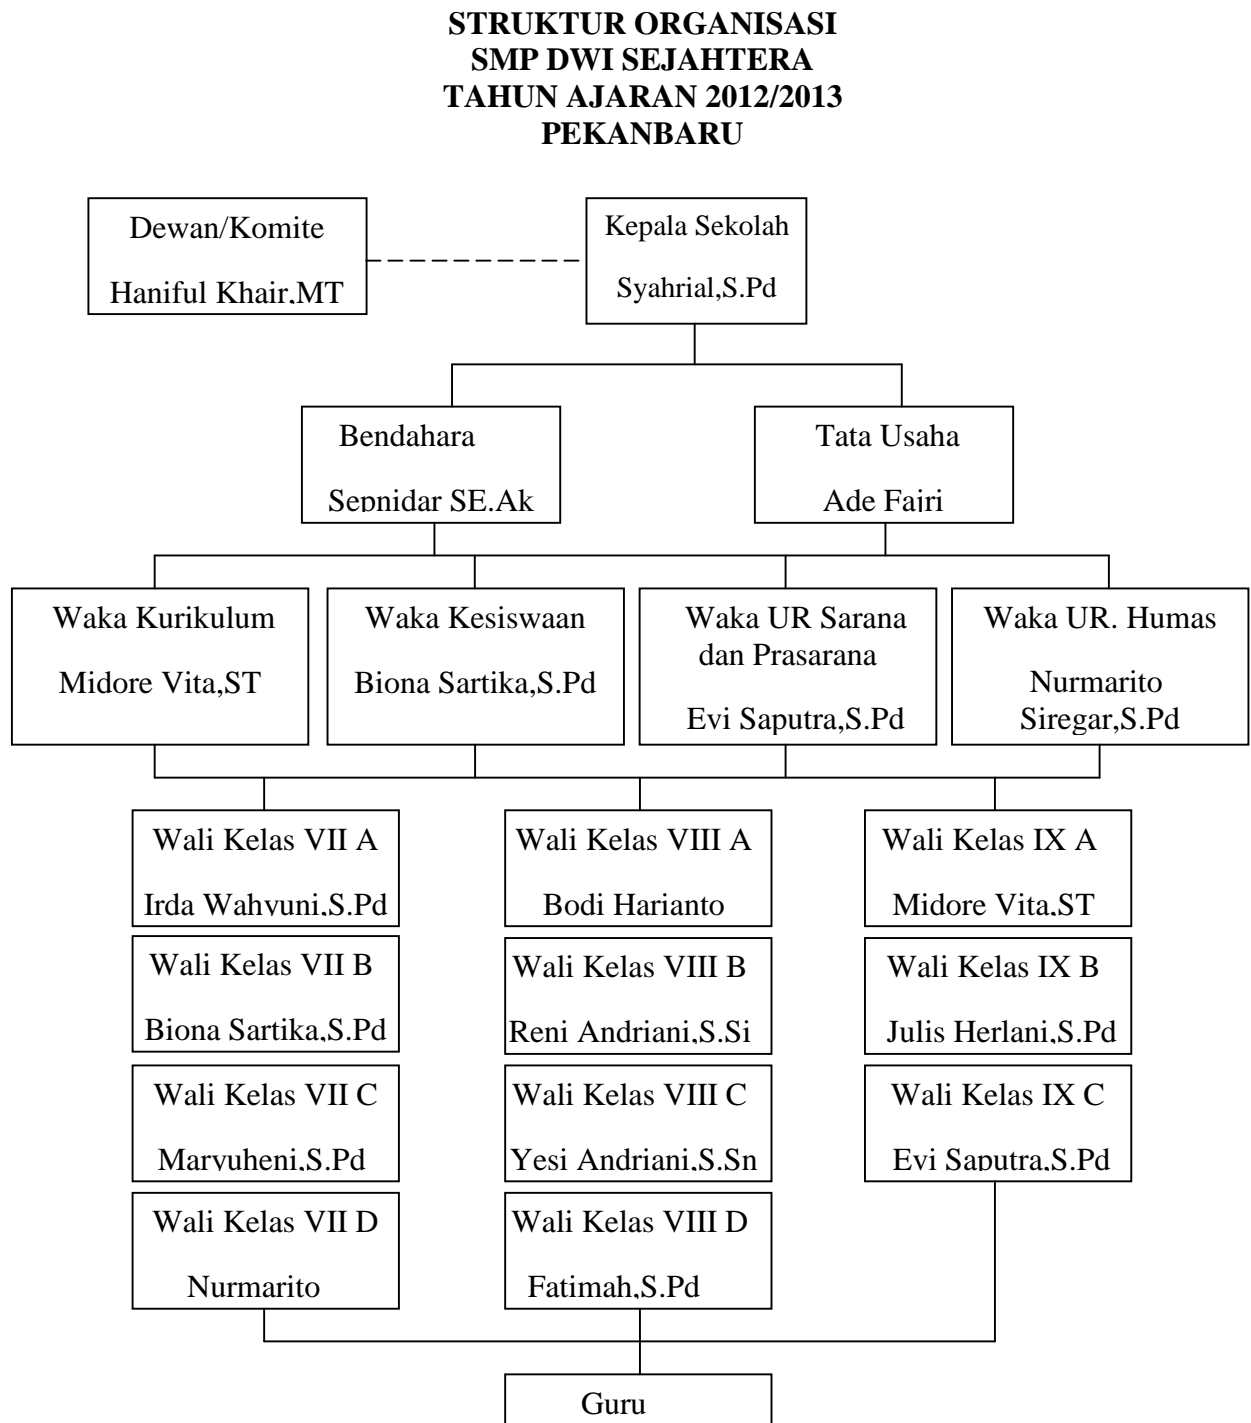 STRUKTUR ORGANISASI
SMP DWI SEJAHTERA
TAHUN AJARAN 2012/2013
PEKANBARU
Dewan/Komite
Haniful Khair,MT
Kepala Sekolah
Syahrial,S.Pd
Bendahara
Sepnidar SE.Ak
Tata Usaha
Ade Fajri
Waka Kurikulum
Midore Vita,ST
Waka Kesiswaan
Biona Sartika,S.Pd
Waka UR Sarana
dan Prasarana
Evi Saputra,S.Pd
Waka UR. Humas
Nurmarito
Siregar,S.Pd
Wali Kelas VII A
Irda Wahyuni,S.Pd
Wali Kelas VIII A
Bodi Harianto
Wali Kelas IX A
Midore Vita,ST
Wali Kelas VII B
Biona Sartika,S.Pd
Wali Kelas VIII B
Reni Andriani,S.Si
Wali Kelas IX B
Julis Herlani,S.Pd
Wali Kelas VII C
Maryuheni,S.Pd
Wali Kelas VIII C
Yesi Andriani,S.Sn
Wali Kelas IX C
Evi Saputra,S.Pd
Wali Kelas VII D
Nurmarito
Wali Kelas VIII D
Fatimah,S.Pd
Guru